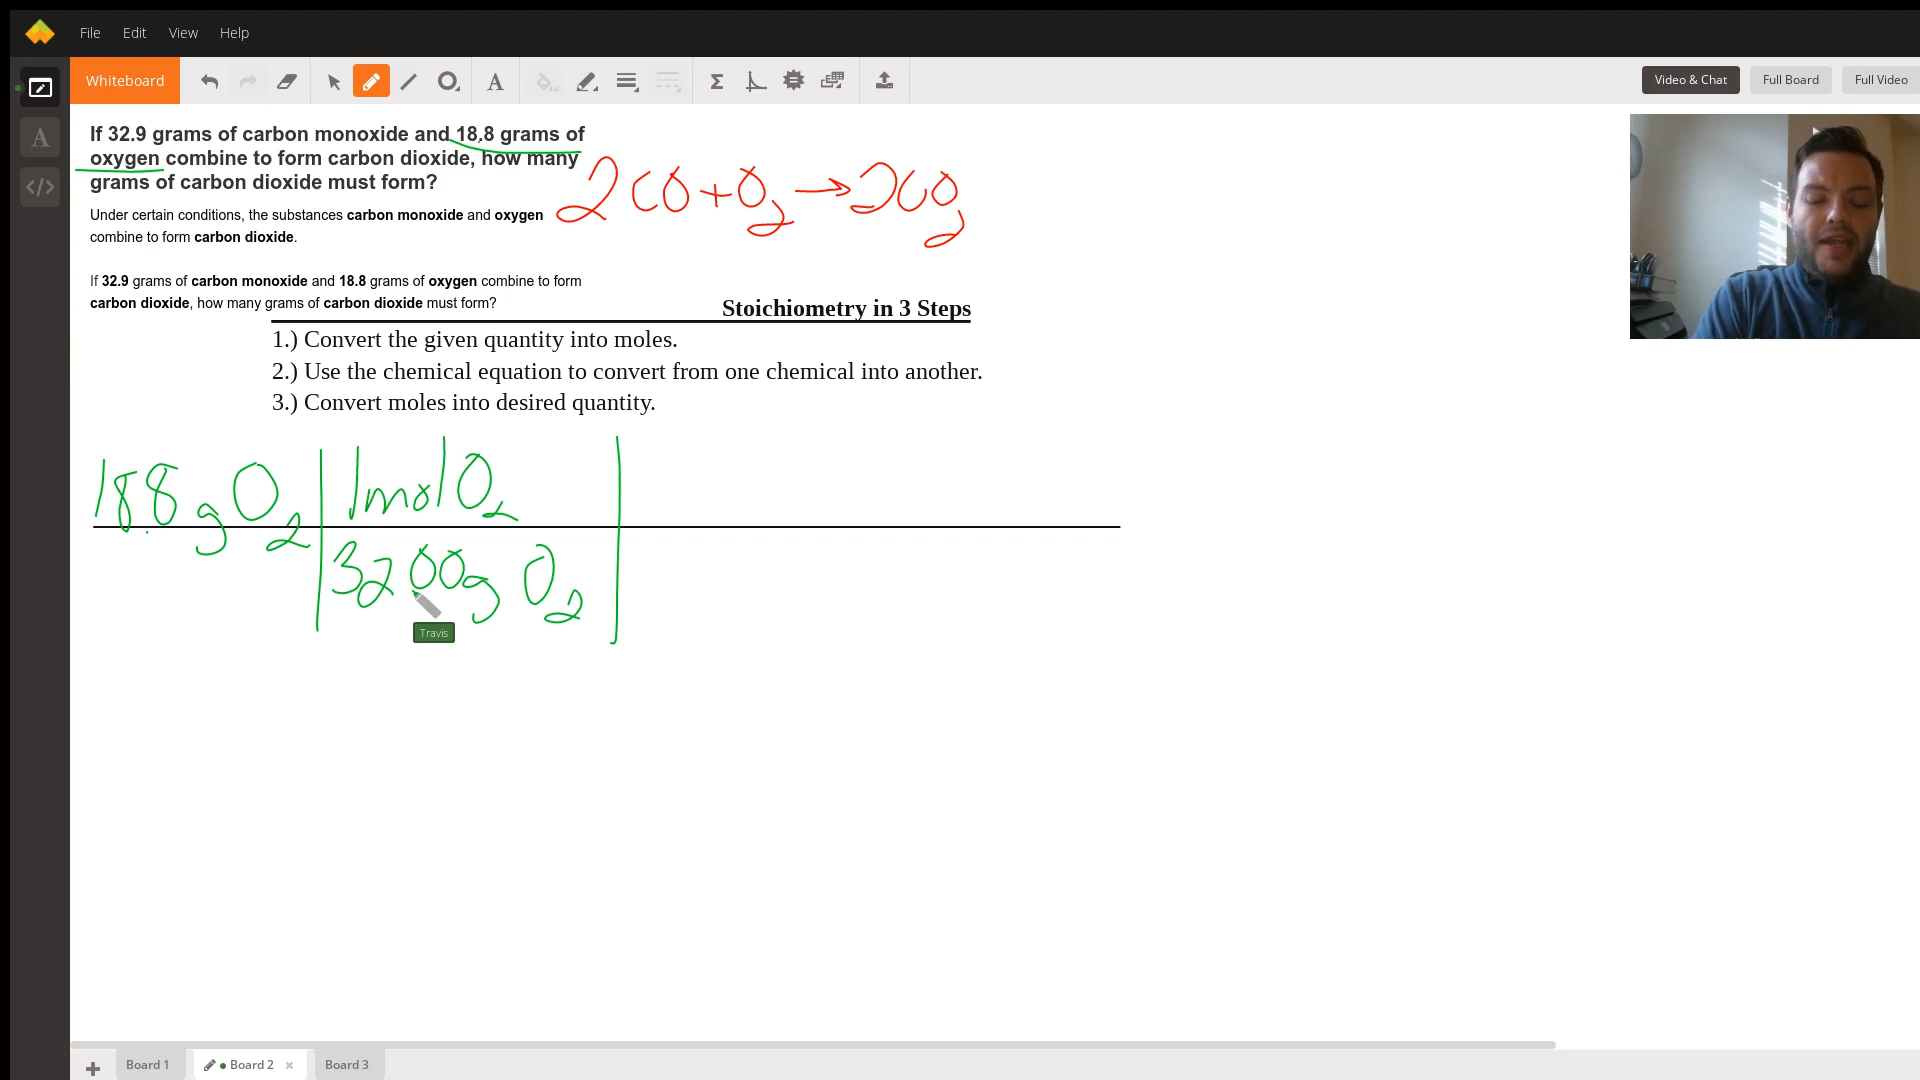 File Edit View Help
Whiteboard
Video & Chat Full Board Full Video
If 32.9 grams of carbon monoxide and 18.8 grams of
oxygen combine to form carbon dioxide, how many
grams of carbon dioxide must form?
2CO+O2→2CO2
Under certain conditions, the substances carbon monoxide and oxygen
combine to form carbon dioxide.
If 32.9 grams of carbon monoxide and 18.8 grams of oxygen combine to form
carbon dioxide, how many grams of carbon dioxide must form?
Stoichiometry in 3 Steps
1.) Convert the given quantity into moles.
2.) Use the chemical equation to convert from one chemical into another.
3.) Convert moles into desired quantity.
18.8 g O2 | 1 mol O2
32.00g O2
Travis
Board 1 Board 2 Board 3